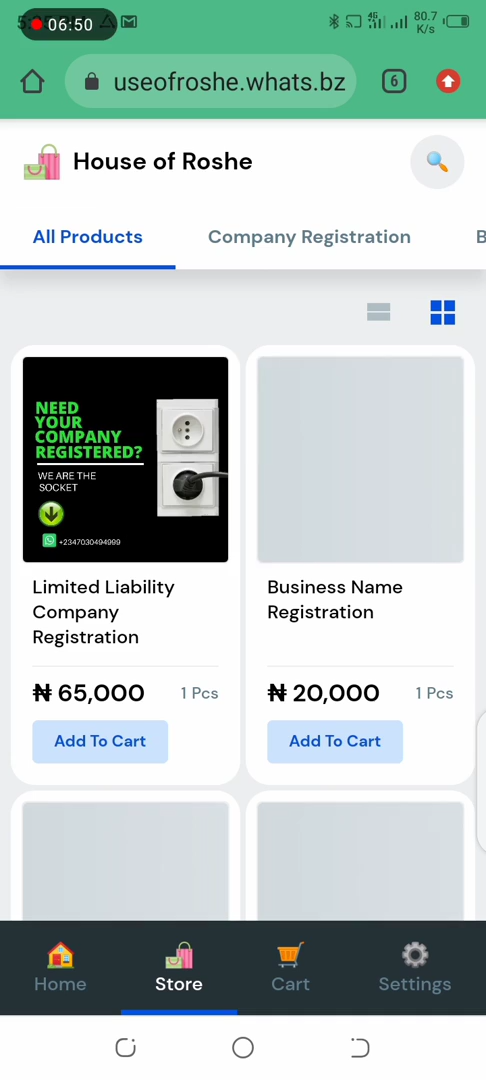 06:50
4G
80.7
K/s
useofroshe.whats.bz
6
House of Roshe
All Products
Company Registration
B
NEED
YOUR
COMPANY
REGISTERED?
WE ARE THE
SOCKET
+2347030494999
Limited Liability
Company
Registration
₦ 65,000
1 Pcs
Add To Cart
Business Name
Registration
₦ 20,000
1 Pcs
Add To Cart
Home
Store
Cart
Settings